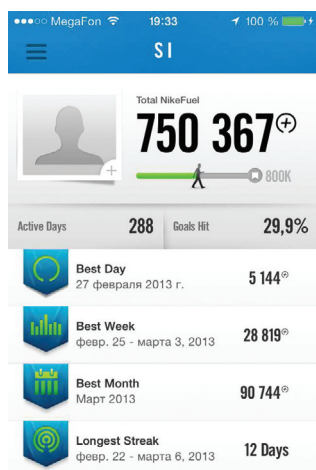 MegaFon 19:33 100 %
SI
Total NikeFuel
750 367
800K
Active Days 288 Goals Hit 29,9%
Best Day
27 февраля 2013 г. 5 144
Best Week
февр. 25 - марта 3, 2013 28 819
Best Month
Март 2013 90 744
Longest Streak
февр. 22 - марта 6, 2013 12 Days